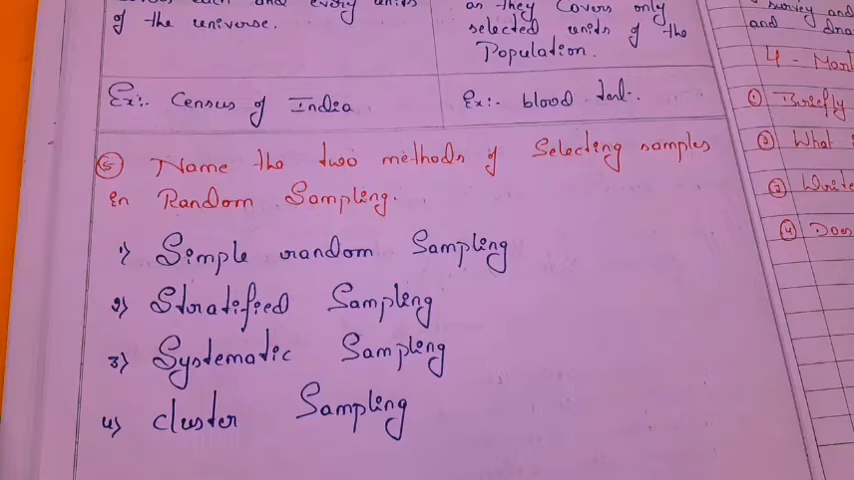 of the universe.
as they Covers only
selected units of the
Population.
Ex:. Census of India
Ex:- blood test.
⑤ Name the two methods of Selecting samples
in Random Sampling.
1) Simple random Sampling
2) Stratified Sampling
3) Systematic Sampling
4) cluster Sampling
survey and
and
4 - Mark
① Briefly
② What
③ Write
④ Does